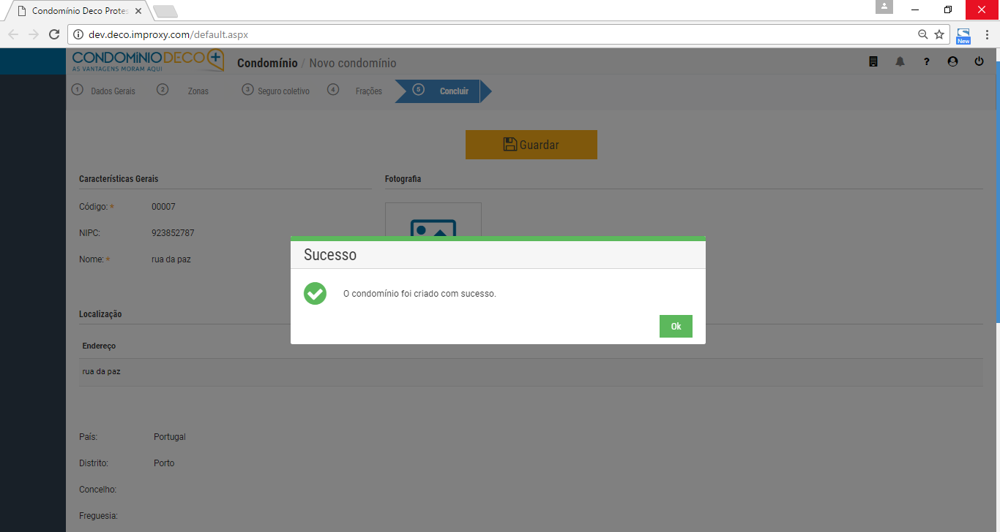 Condomínio Deco Protes
dev.deco.improxy.com/default.aspx
New
CONDOMÍNIODECO+
AS VANTAGENS MORAM AQUI
Condomínio / Novo condomínio
?
1 Dados Gerais 2 Zonas 3 Seguro coletivo 4 Frações 5 Concluir
Guardar
Características Gerais Fotografia
Código: * 00007
NIPC: 923852787
Nome: * rua da paz
Sucesso
O condomínio foi criado com sucesso.
Ok
Localização
Endereço
rua da paz
País: Portugal
Distrito: Porto
Concelho:
Freguesia: